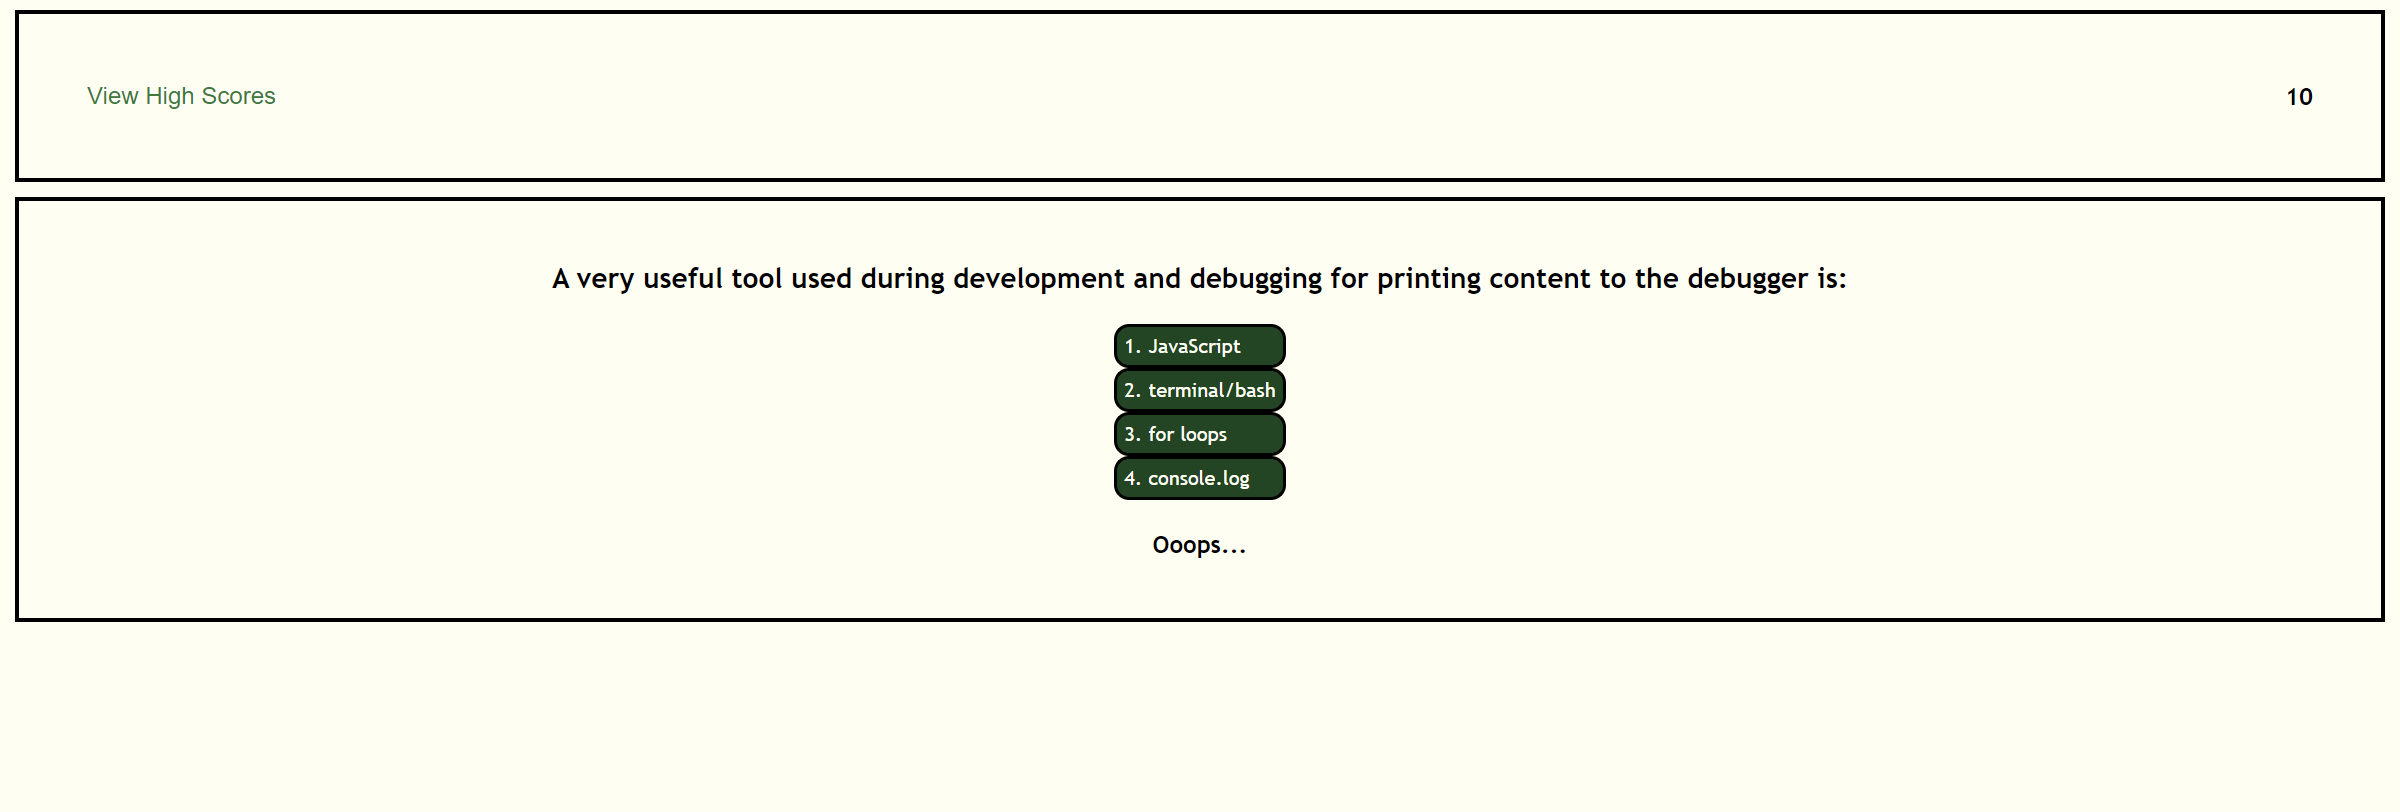 View High Scores
10
A very useful tool used during development and debugging for printing content to the debugger is:
1. JavaScript
2. terminal/bash
3. for loops
4. console.log
Ooops...